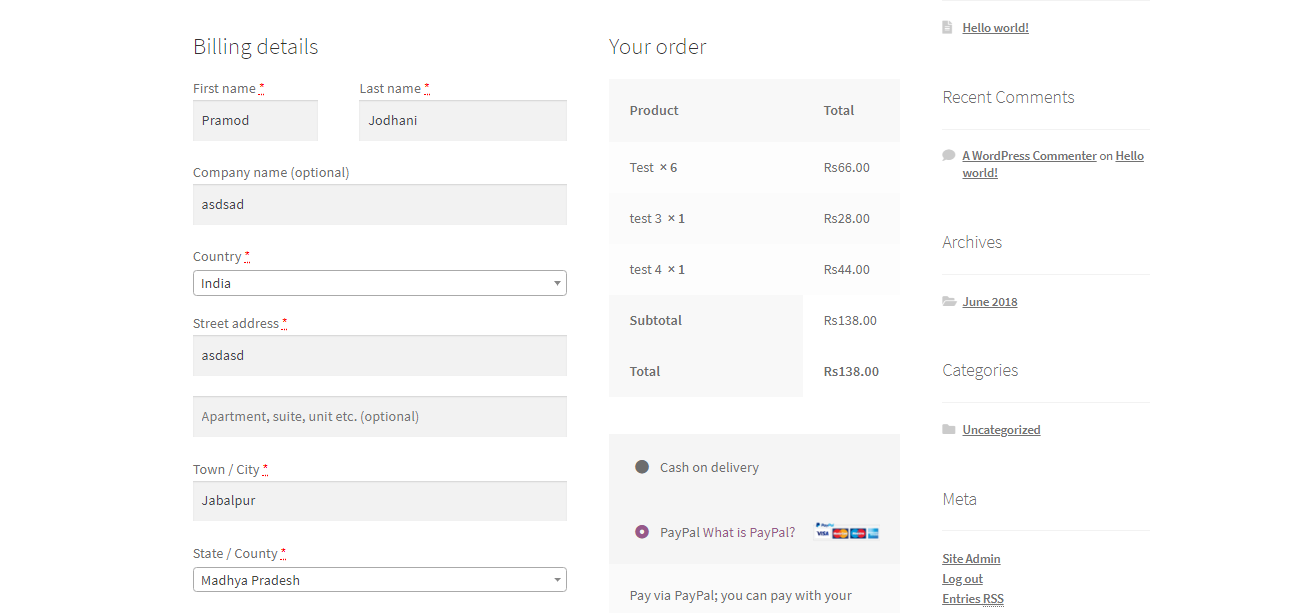 Billing details
First name *
Last name *
Pramod
Jodhani
Company name (optional)
asdsad
Country *
India
Street address *
asdasd
Apartment, suite, unit etc. (optional)
Town / City *
Jabalpur
State / County *
Madhya Pradesh
Your order
Product Total
Test × 6 Rs66.00
test 3 × 1 Rs28.00
test 4 × 1 Rs44.00
Subtotal Rs138.00
Total Rs138.00
Cash on delivery
PayPal What is PayPal? PayPal VISA
Pay via PayPal; you can pay with your
Hello world!
Recent Comments
A WordPress Commenter on Hello
world!
Archives
June 2018
Categories
Uncategorized
Meta
Site Admin
Log out
Entries RSS